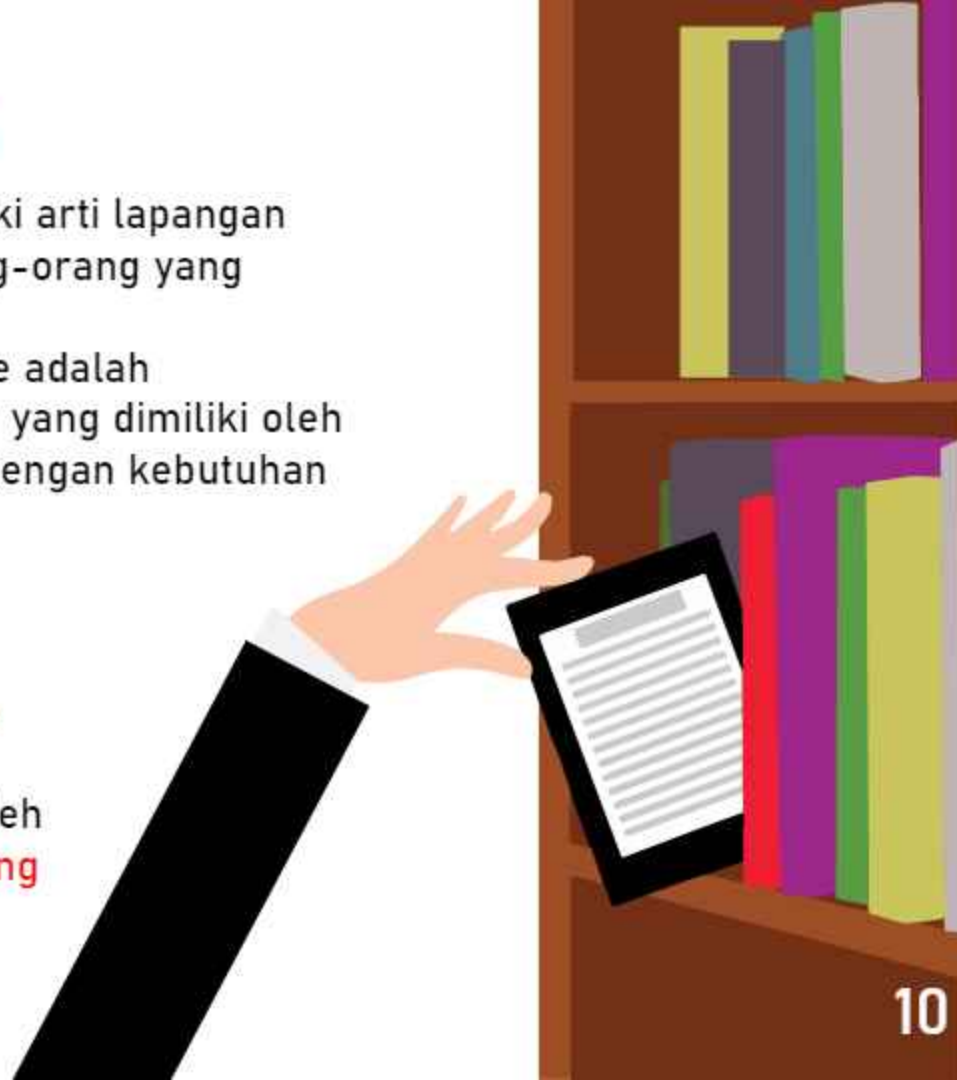 ki arti lapangan
g-orang yang
e adalah
yang dimiliki oleh
engan kebutuhan
eh
ng
10